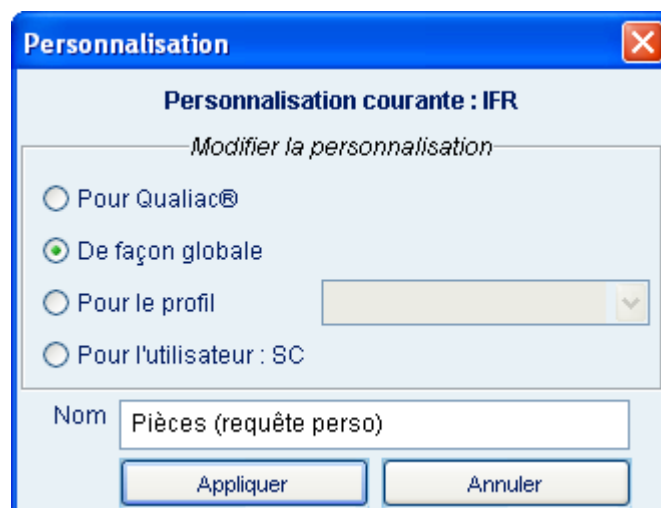 Personnalisation
Personnalisation courante : IFR
Modifier la personnalisation
Pour Qualiac®
De façon globale
Pour le profil
Pour l'utilisateur : SC
Nom Pièces (requête perso)
Appliquer Annuler